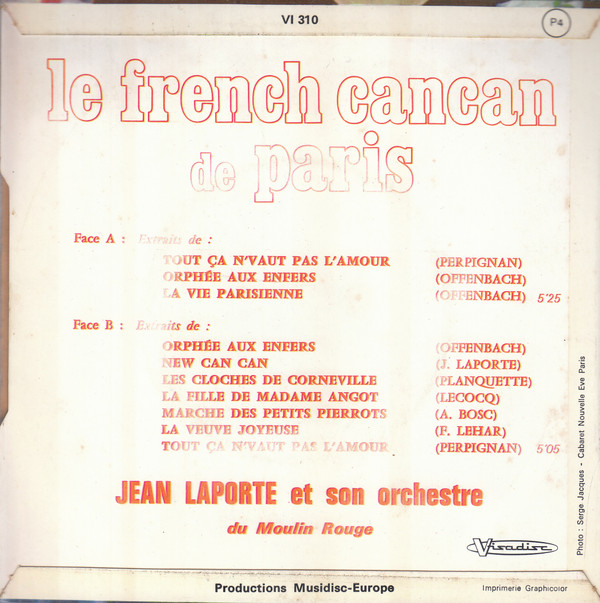 VI 310
P4
le french cancan
de paris
Face A : Extraits de :
TOUT ÇA N'VAUT PAS L'AMOUR (PERPIGNAN)
ORPHÉE AUX ENFERS (OFFENBACH)
LA VIE PARISIENNE (OFFENBACH) 5'25
Face B : Extraits de :
ORPHÉE AUX ENFERS (OFFENBACH)
NEW CAN CAN (J. LAPORTE)
LES CLOCHES DE CORNEVILLE (PLANQUETTE)
LA FILLE DE MADAME ANGOT (LECOCQ)
MARCHE DES PETITS PIERROTS (A. BOSC)
LA VEUVE JOYEUSE (F. LEHAR)
TOUT ÇA N'VAUT PAS L'AMOUR (PERPIGNAN) 5'05
JEAN LAPORTE et son orchestre
du Moulin Rouge
Visadisc
Photo : Serge Jacques - Cabaret Nouvelle Eve Paris
Productions Musidisc-Europe
Imprimerie Graphicolor